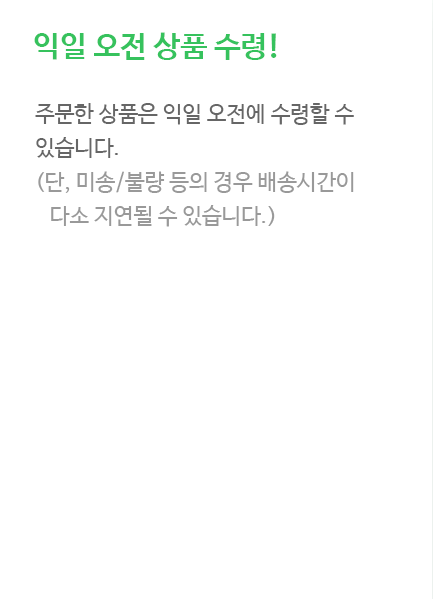 익일 오전 상품 수령!
주문한 상품은 익일 오전에 수령할 수
있습니다.
(단, 미송/불량 등의 경우 배송시간이
다소 지연될 수 있습니다.)